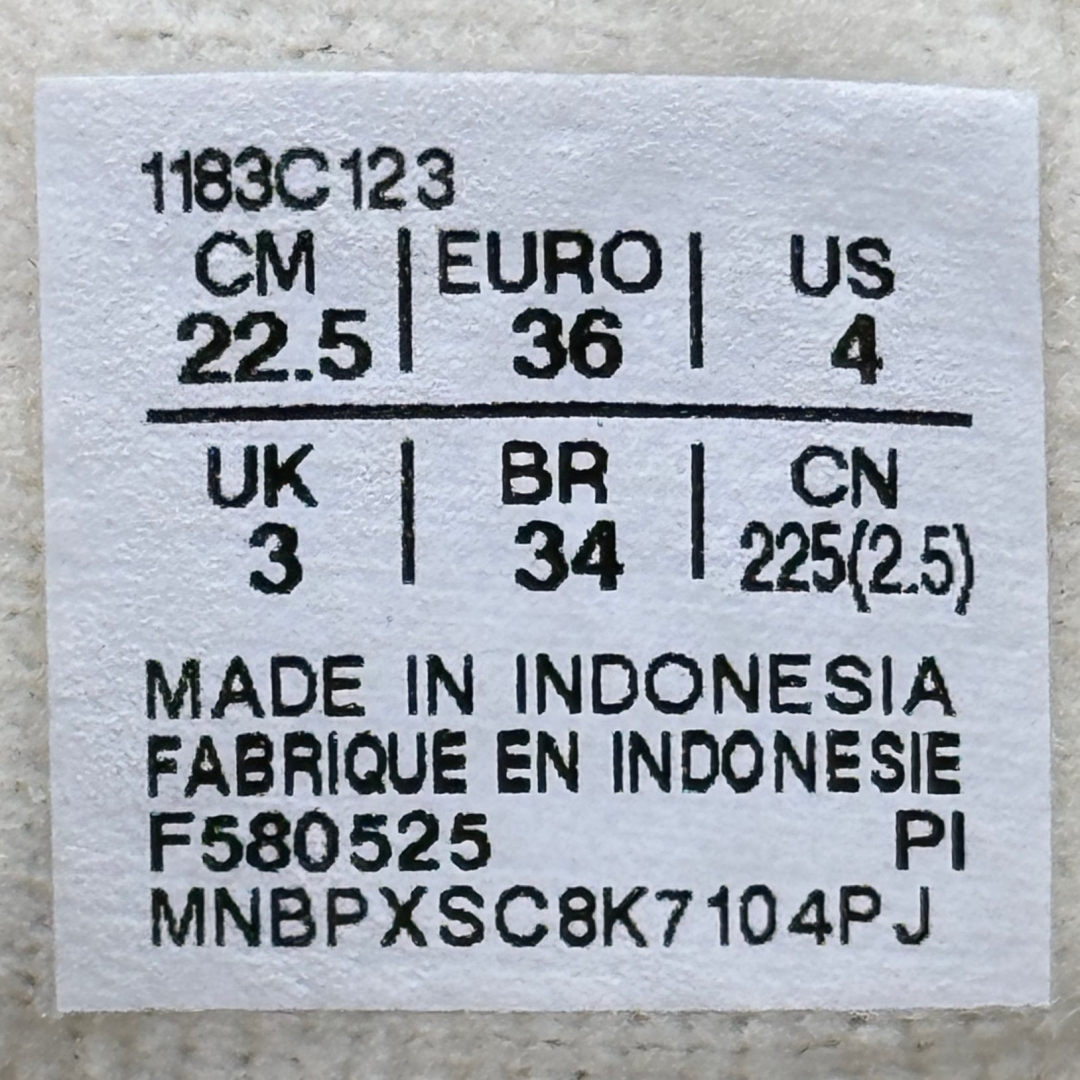 1183C123
CM | EURO | US
22.5 | 36 | 4
UK | BR | CN
3 | 34 | 225(2.5)
MADE IN INDONESIA
FABRIQUE EN INDONESIE
F580525 PI
MNBPXSC8K7104PJ